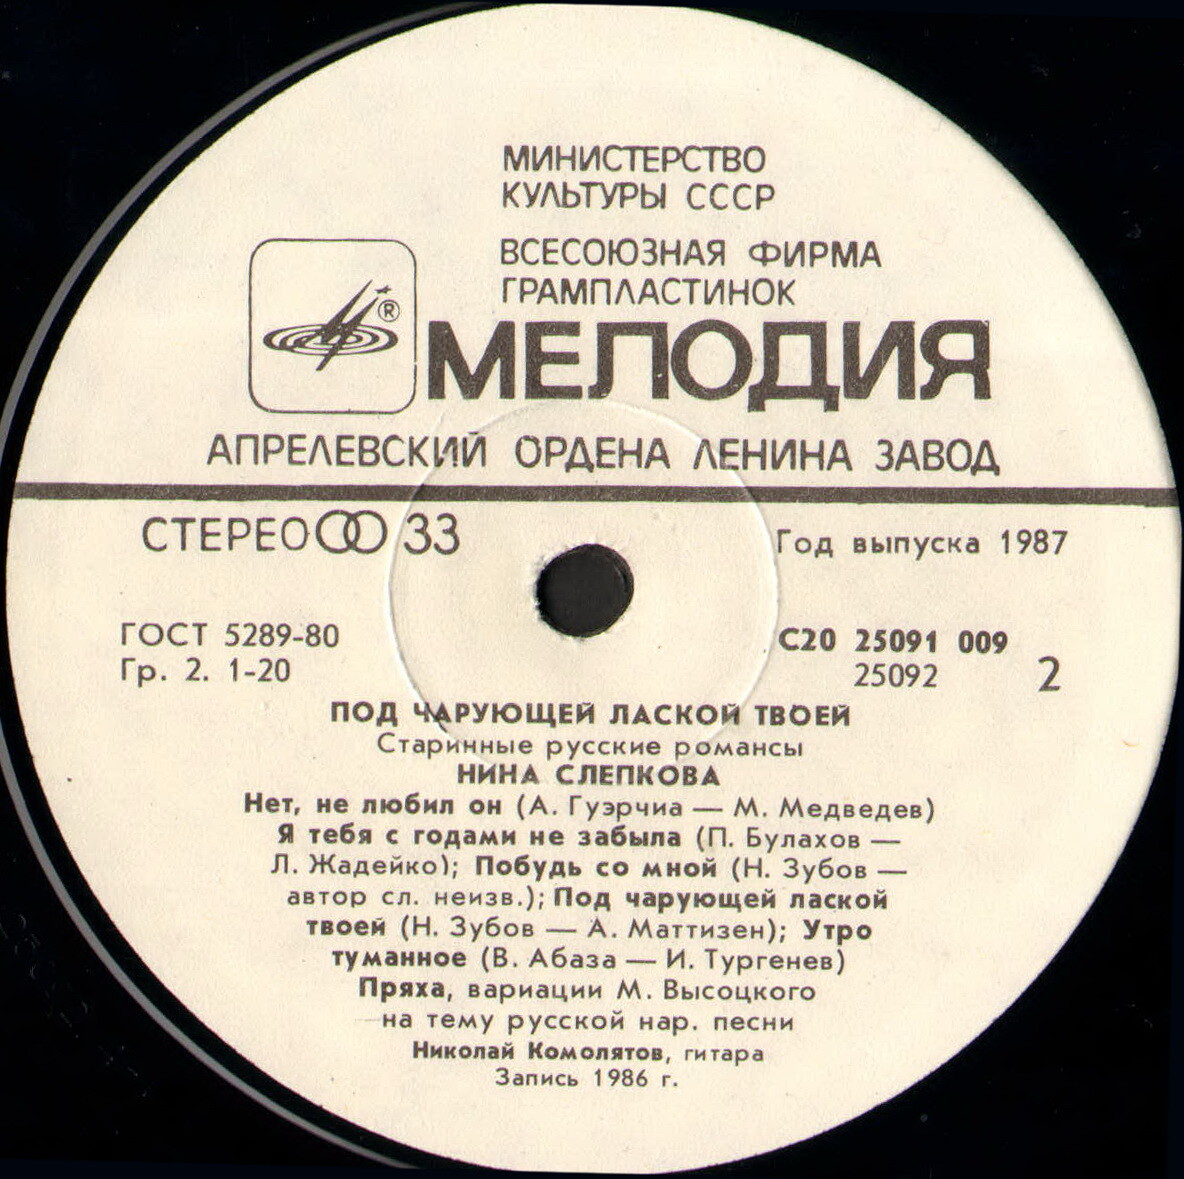 МИНИСТЕРСТВО
КУЛЬТУРЫ СССР
ВСЕСОЮЗНАЯ ФИРМА
ГРАМПЛАСТИНОК
®
МЕЛОДИЯ
АПРЕЛЕВСКИЙ ОРДЕНА ЛЕНИНА ЗАВОД
СТЕРЕО 33
Год выпуска 1987
ГОСТ 5289-80
Гр. 2. 1-20
С20 25091 009
25092
2
ПОД ЧАРУЮЩЕЙ ЛАСКОЙ ТВОЕЙ
Старинные русские романсы
НИНА СЛЕПКОВА
Нет, не любил он (А. Гуэрчиа — М. Медведев)
Я тебя с годами не забыла (П. Булахов —
Л. Жадейко); Побудь со мной (Н. Зубов —
автор сл. неизв.); Под чарующей лаской
твоей (Н. Зубов — А. Маттизен); Утро
туманное (В. Абаза — И. Тургенев)
Пряха, вариации М. Высоцкого
на тему русской нар. песни
Николай Комолятов, гитара
Запись 1986 г.